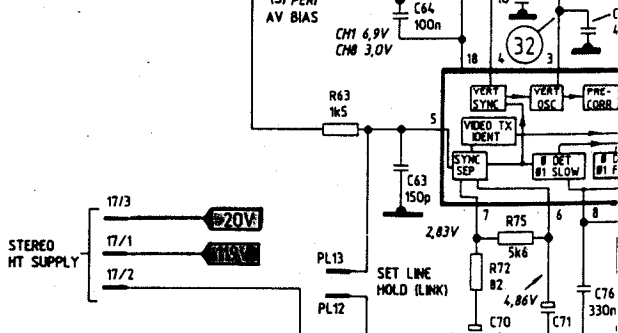 AV BIAS
C64
100n
CH1 6,9V
CH8 3,0V
32
18
4
3
R63
1k5
5
VERT
SYNC
VERT
OSC
PRE-
CORR
VIDEO TX
IDENT
SYNC
SEP
Ø DET
Ø1 SLOW
C63
150p
7
R75
6
8
2,83V
5k6
17/3
+20V
STEREO
HT SUPPLY
17/1
17/2
PL13
SET LINE
HOLD (LINK)
PL12
R72
82
4,86V
C76
330n
C70
C71